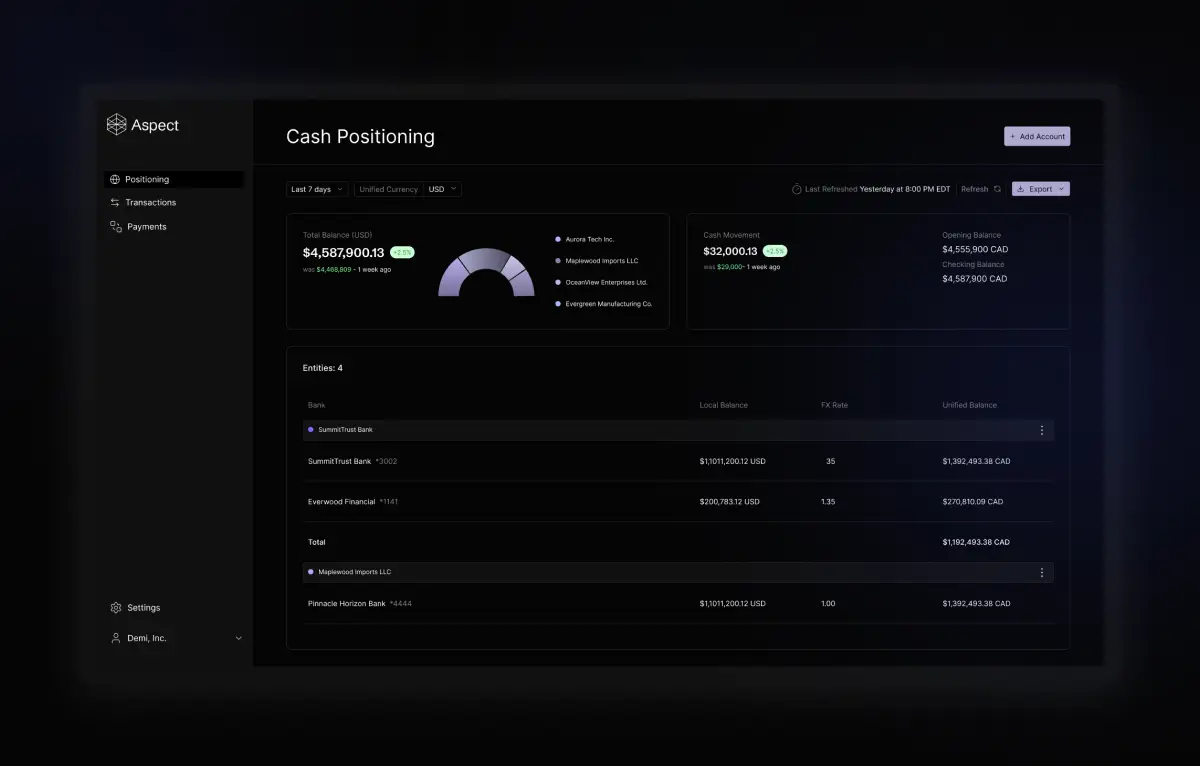 Aspect
Positioning
Transactions
Payments
Settings
Demi, Inc.
Cash Positioning
+ Add Account
Last 7 days
Unified Currency USD
Last Refreshed Yesterday at 8:00 PM EDT Refresh
Export
Total Balance (USD)
$4,587,900.13 +2.5%
was $4,468,809 - 1 week ago
Aurora Tech Inc.
Maplewood Imports LLC
OceanView Enterprises Ltd.
Evergreen Manufacturing Co.
Cash Movement
$32,000.13 +2.5%
was $29,000- 1 week ago
Opening Balance
$4,555,900 CAD
Checking Balance
$4,587,900 CAD
Entities: 4
Bank Local Balance FX Rate Unified Balance
SummitTrust Bank
SummitTrust Bank *3002 $1,1011,200.12 USD 35 $1,392,493.38 CAD
Everwood Financial *1141 $200,783.12 USD 1.35 $270,810.09 CAD
Total $1,192,493.38 CAD
Maplewood Imports LLC
Pinnacle Horizon Bank *4444 $1,1011,200.12 USD 1.00 $1,392,493.38 CAD